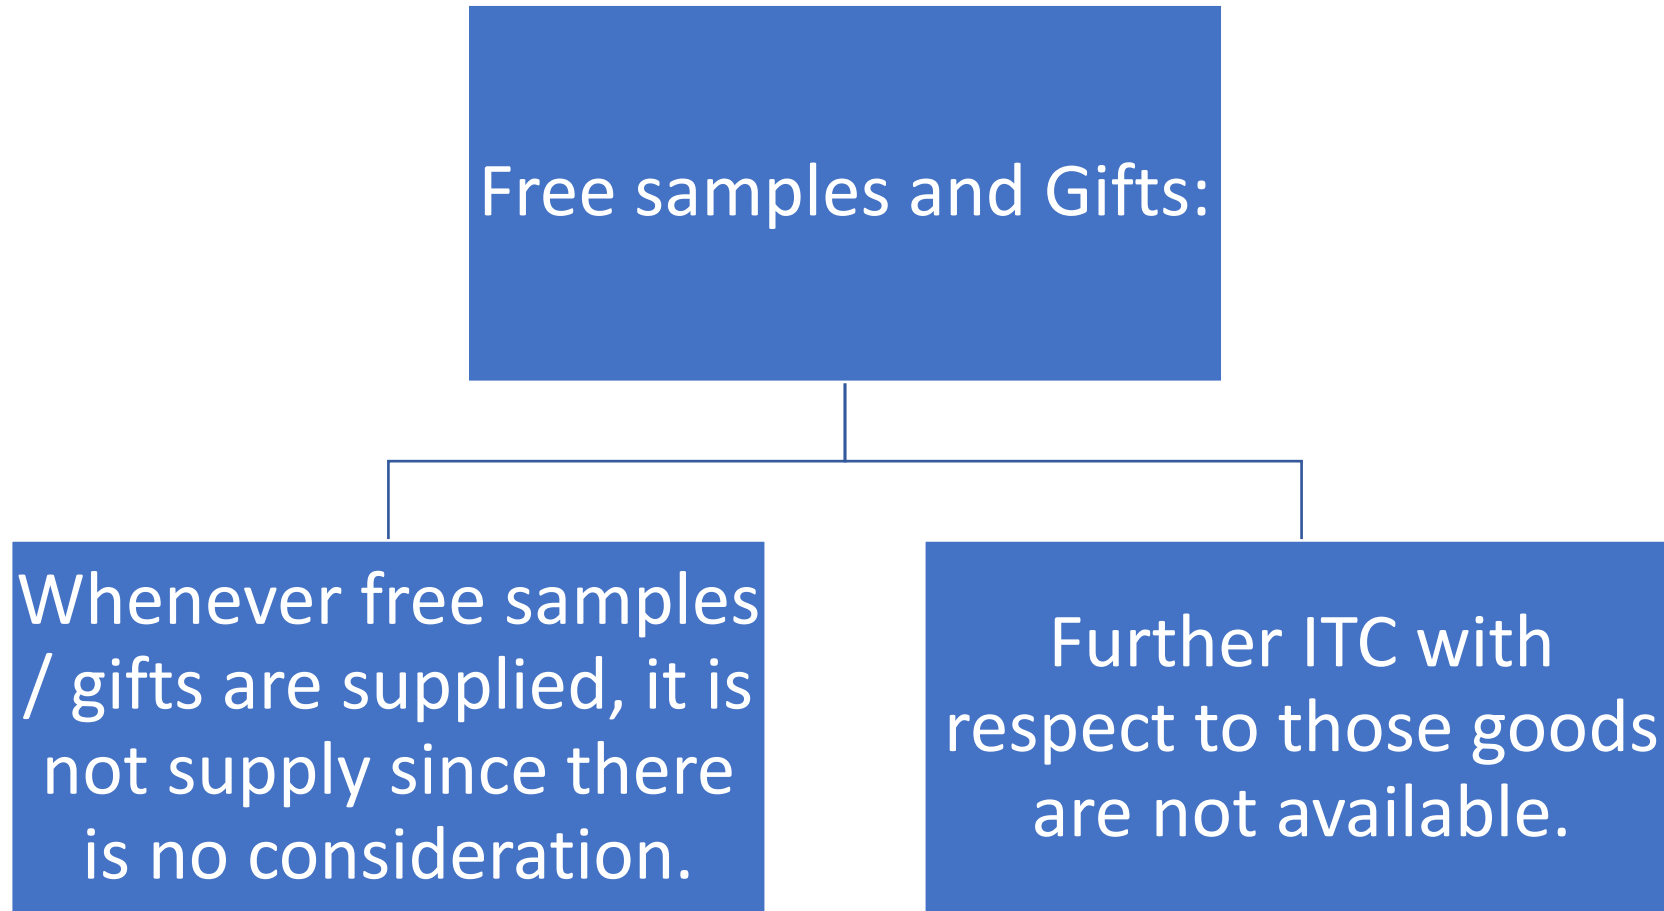 Free samples and Gifts:
Whenever free samples
/ gifts are supplied, it is
not supply since there
is no consideration.
Further ITC with
respect to those goods
are not available.